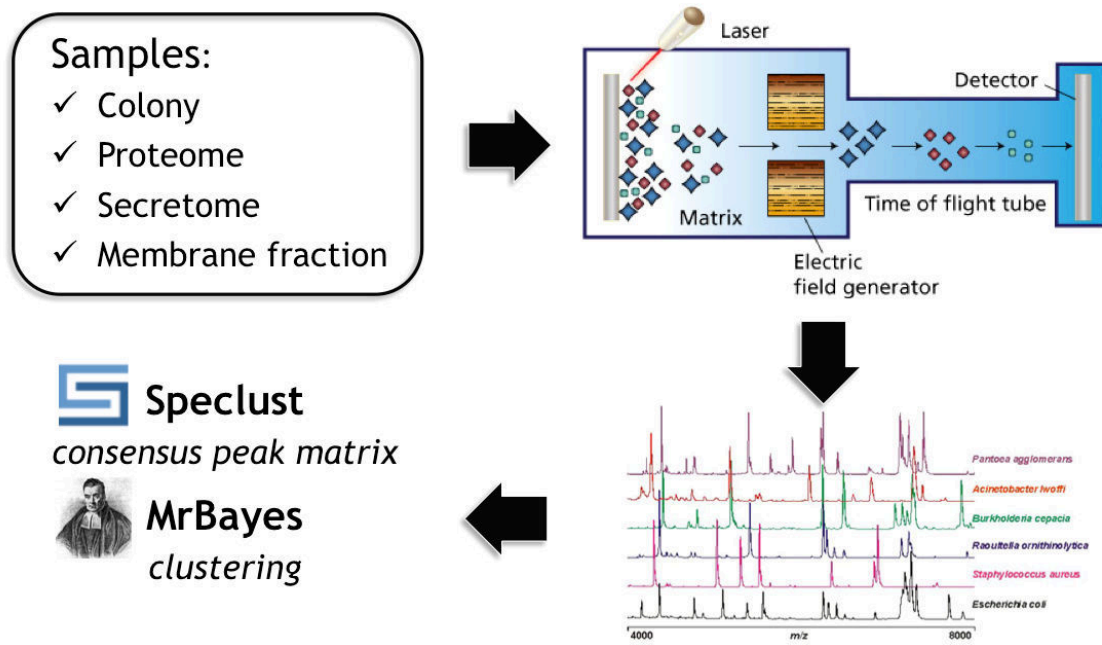 Samples:
✓ Colony
✓ Proteome
✓ Secretome
✓ Membrane fraction
Laser
Detector
Matrix
Time of flight tube
Electric
field generator
Pantoea agglomerans
Acinetobacter lwoffi
Burkholderia cepacia
Raoultella ornithinolytica
Staphylococcus aureus
Escherichia coli
4000 m/z 8000
Speclust
consensus peak matrix
MrBayes
clustering